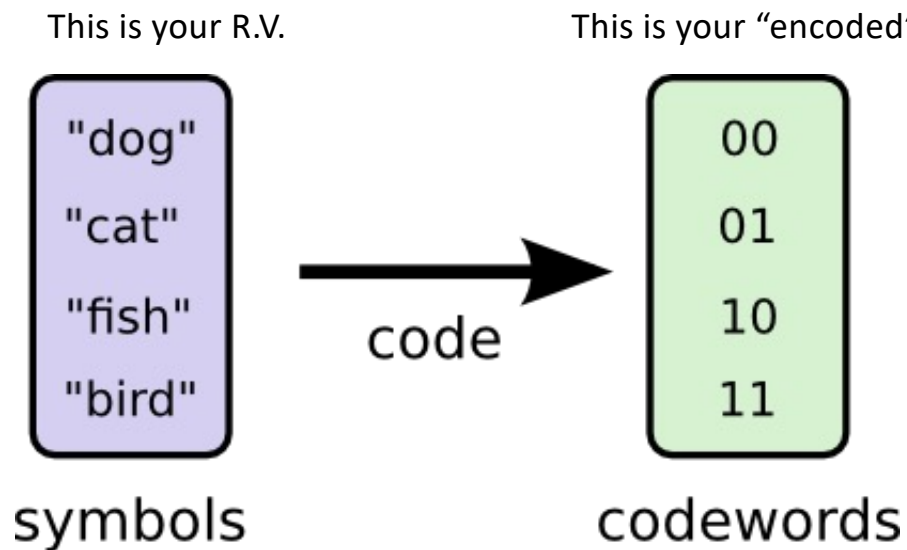 This is your R.V.
This is your “encoded”
"dog"
"cat"
"fish"
"bird"
code
00
01
10
11
symbols
codewords